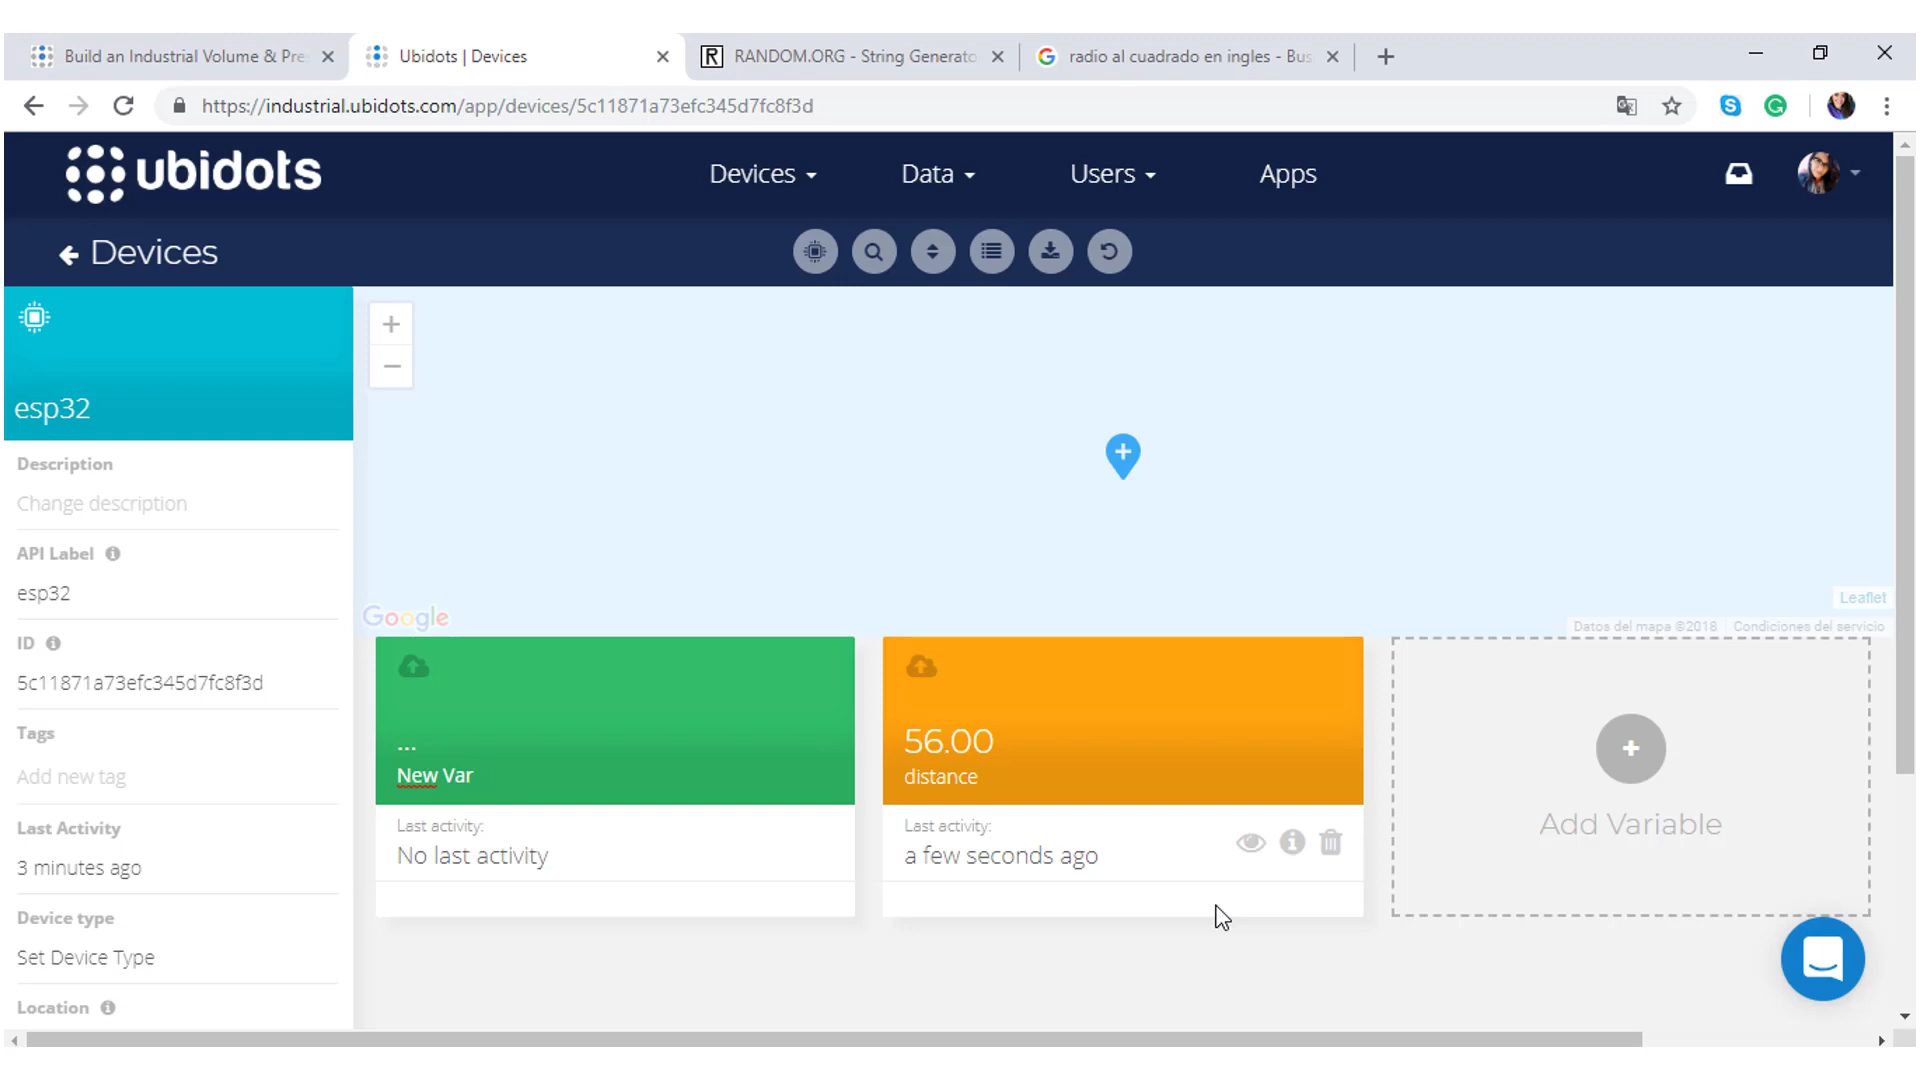 Build an Industrial Volume & Pre
Ubidots | Devices
RANDOM.ORG - String Generato
radio al cuadrado en ingles - Bus
https://industrial.ubidots.com/app/devices/5c11871a73efc345d7fc8f3d
ubidots
Devices
Data
Users
Apps
Devices
esp32
Description
Change description
API Label
esp32
ID
5c11871a73efc345d7fc8f3d
Tags
Add new tag
Last Activity
3 minutes ago
Device type
Set Device Type
Location
Google
Leaflet
Datos del mapa ©2018
Condiciones del servicio
...
New Var
Last activity:
No last activity
56.00
distance
Last activity:
a few seconds ago
Add Variable